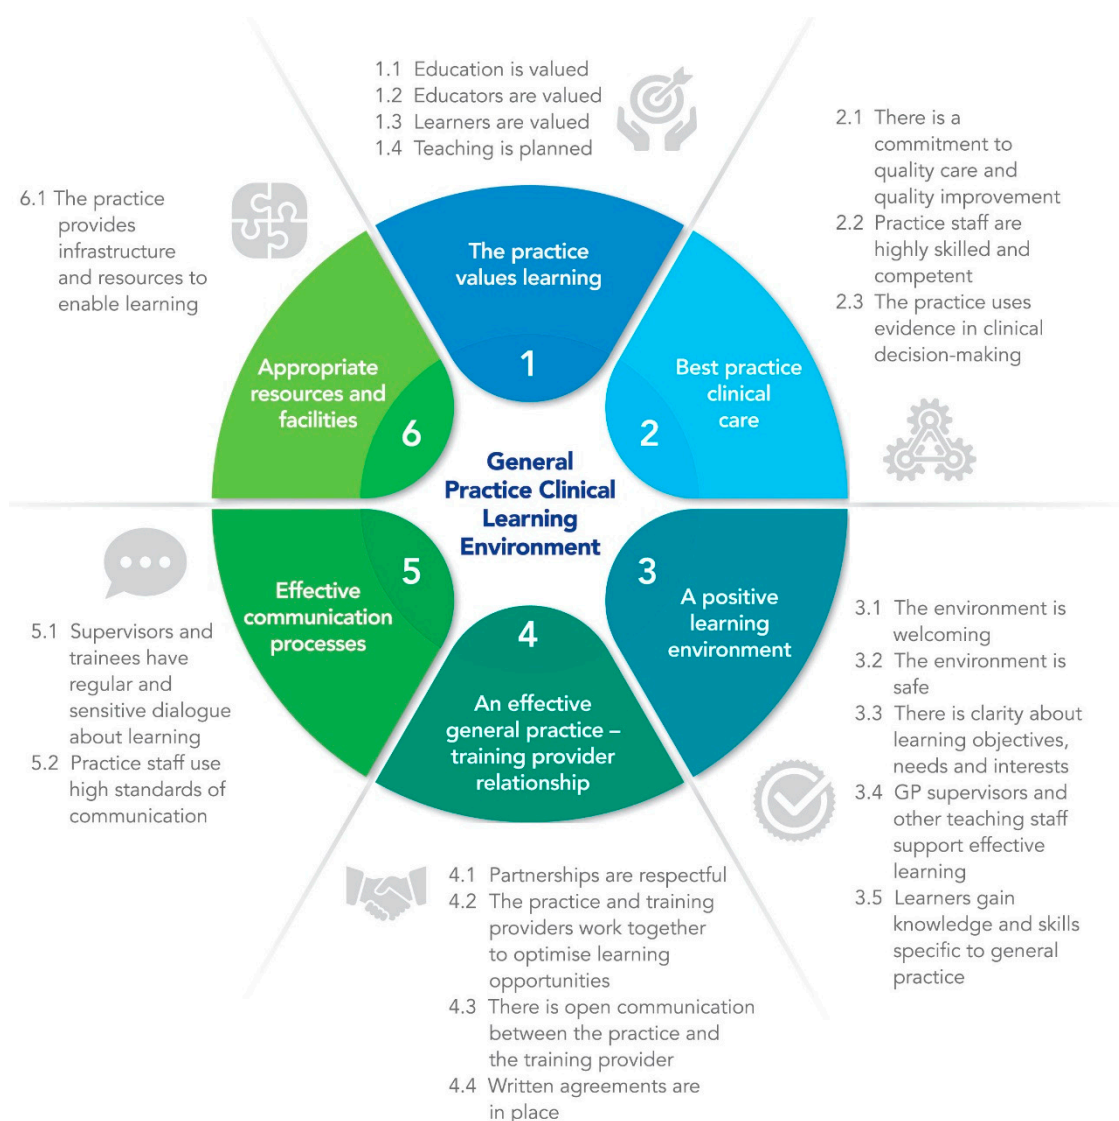 1.1 Education is valued
1.2 Educators are valued
1.3 Learners are valued
1.4 Teaching is planned
2.1 There is a
commitment to
quality care and
quality improvement
2.2 Practice staff are
highly skilled and
competent
2.3 The practice uses
evidence in clinical
decision-making
6.1 The practice
provides
infrastructure
and resources to
enable learning
The practice
values learning
1
Best practice
clinical
care
2
Appropriate
resources and
facilities
6
General
Practice Clinical
Learning
Environment
5
Effective
communication
processes
3
A positive
learning
environment
4
An effective
general practice –
training provider
relationship
5.1 Supervisors and
trainees have
regular and
sensitive dialogue
about learning
5.2 Practice staff use
high standards of
communication
3.1 The environment is
welcoming
3.2 The environment is
safe
3.3 There is clarity about
learning objectives,
needs and interests
3.4 GP supervisors and
other teaching staff
support effective
learning
3.5 Learners gain
knowledge and skills
specific to general
practice
4.1 Partnerships are respectful
4.2 The practice and training
providers work together
to optimise learning
opportunities
4.3 There is open communication
between the practice and
the training provider
4.4 Written agreements are
in place